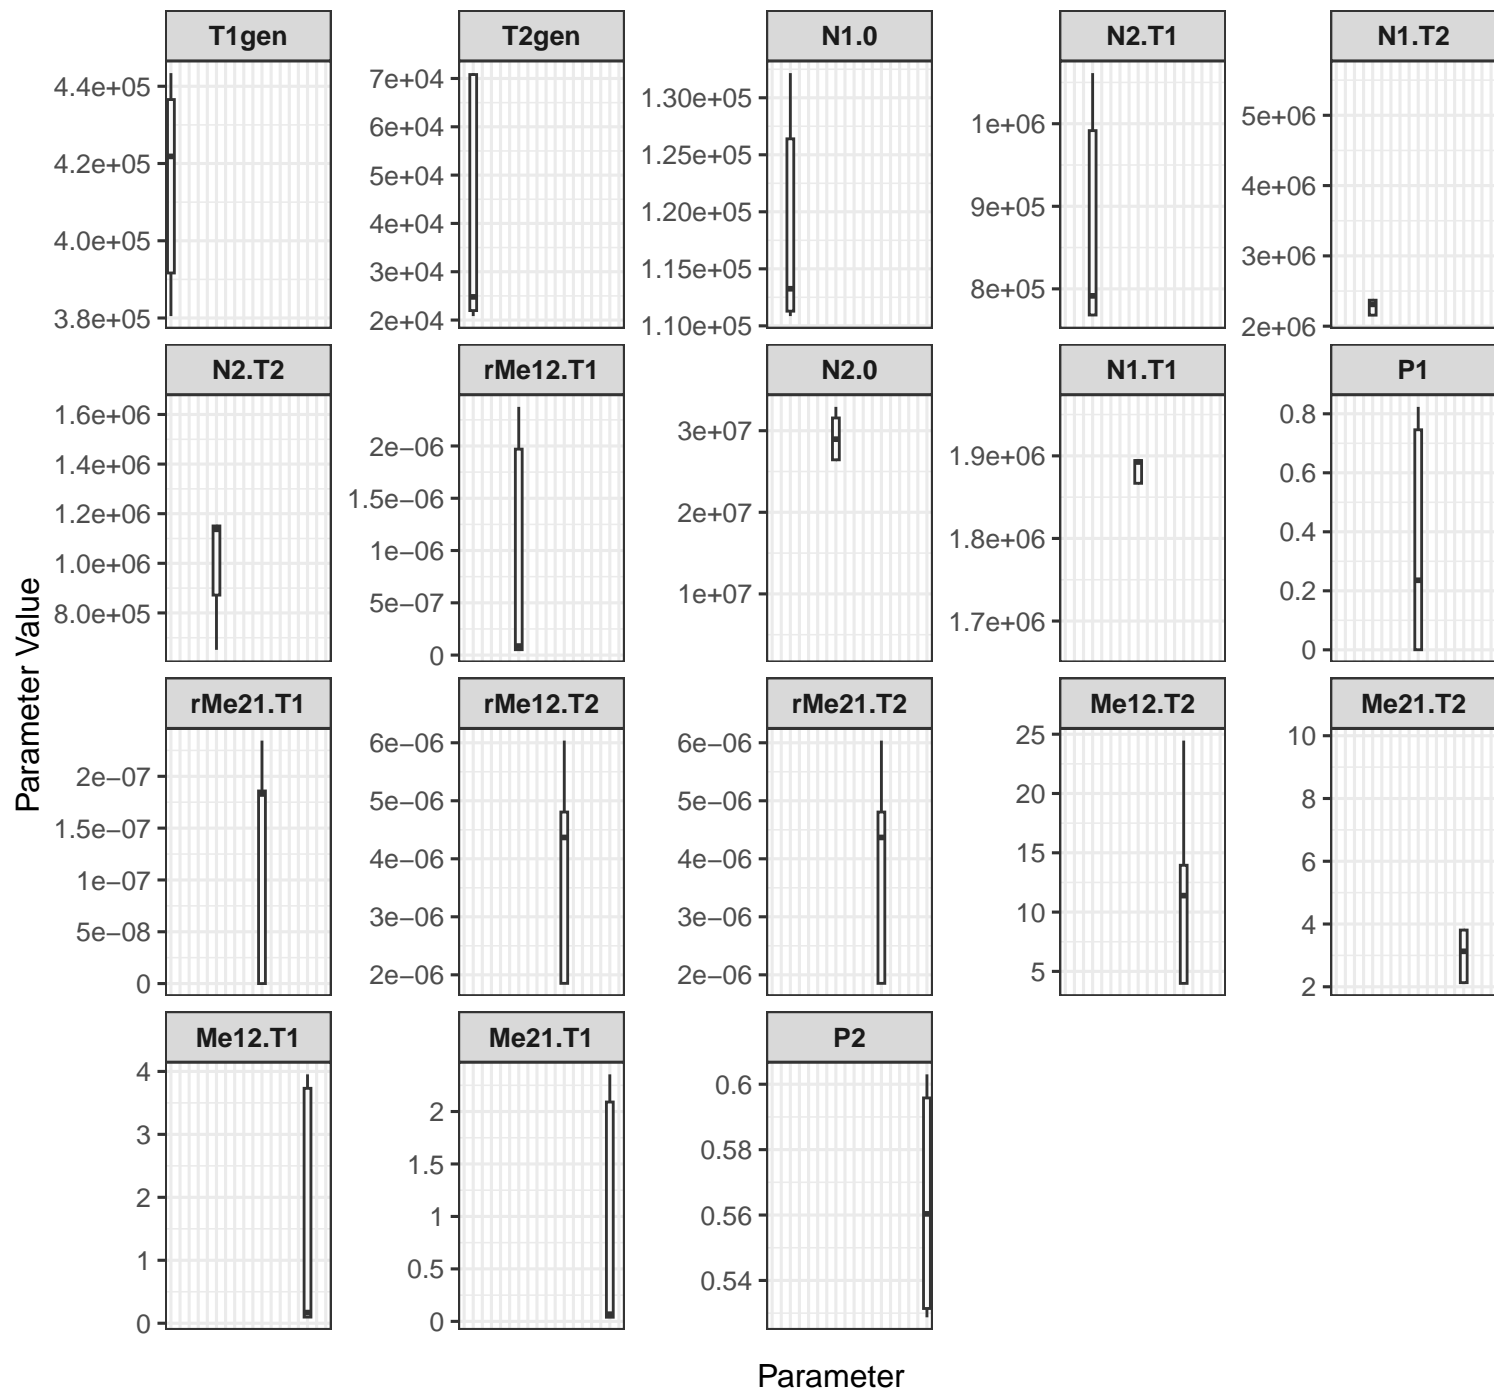 T1gen T2gen N1.0 N2.T1 N1.T2
4.4e+05
4.2e+05
4.0e+05
3.8e+05
7e+04
6e+04
5e+04
4e+04
3e+04
2e+04
1.30e+05
1.25e+05
1.20e+05
1.15e+05
1.10e+05
1e+06
9e+05
8e+05
5e+06
4e+06
3e+06
2e+06
N2.T2 rMe12.T1 N2.0 N1.T1 P1
1.6e+06
1.4e+06
1.2e+06
1.0e+06
8.0e+05
2e−06
1.5e−06
1e−06
5e−07
0
3e+07
2e+07
1e+07
1.9e+06
1.8e+06
1.7e+06
0.8
0.6
0.4
0.2
0
Parameter Value
rMe21.T1 rMe12.T2 rMe21.T2 Me12.T2 Me21.T2
2e−07
1.5e−07
1e−07
5e−08
0
6e−06
5e−06
4e−06
3e−06
2e−06
6e−06
5e−06
4e−06
3e−06
2e−06
25
20
15
10
5
10
8
6
4
2
Me12.T1 Me21.T1 P2
4
3
2
1
0
2
1.5
1
0.5
0
0.6
0.58
0.56
0.54
Parameter